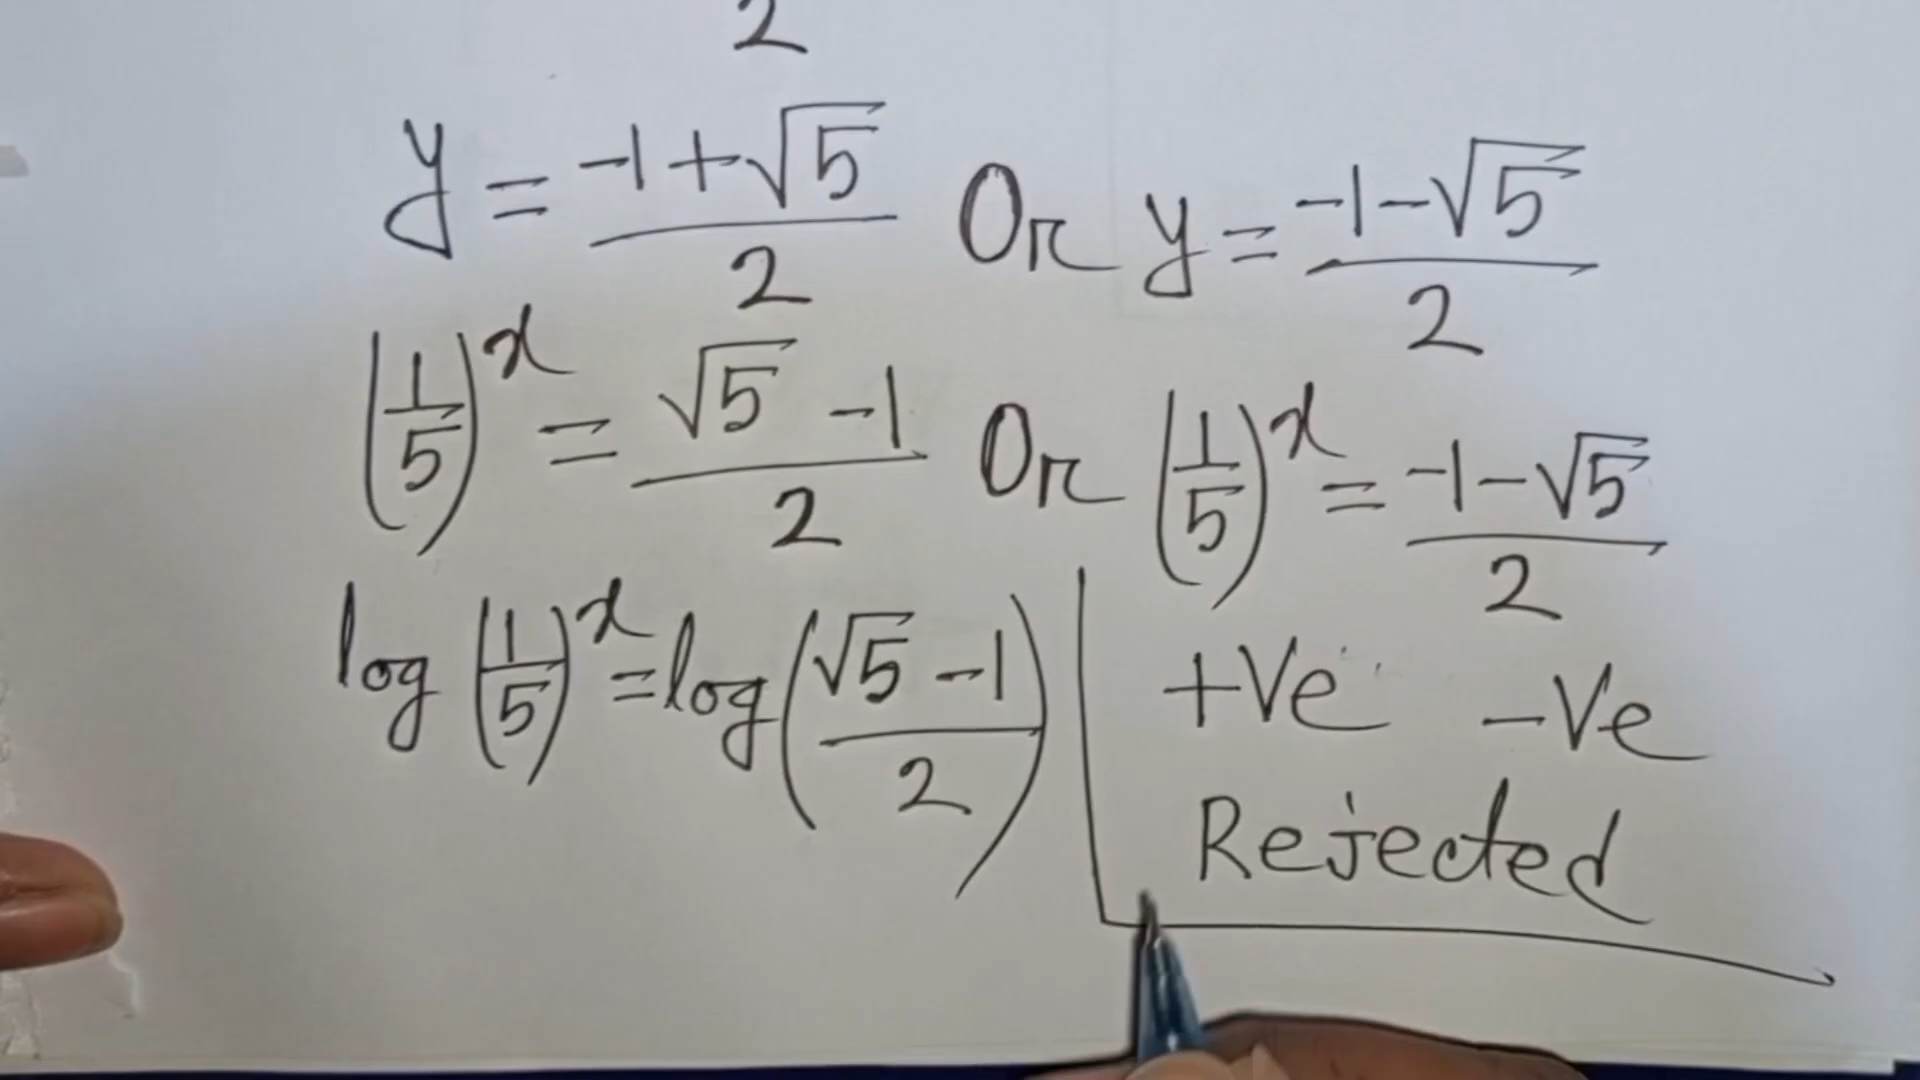 2
y = (-1+√5)/2 Or y = (-1-√5)/2
(1/5)^x = (√5 -1)/2 Or (1/5)^x = (-1-√5)/2
log (1/5)^x = log((√5 -1)/2) +Ve -Ve
Rejected